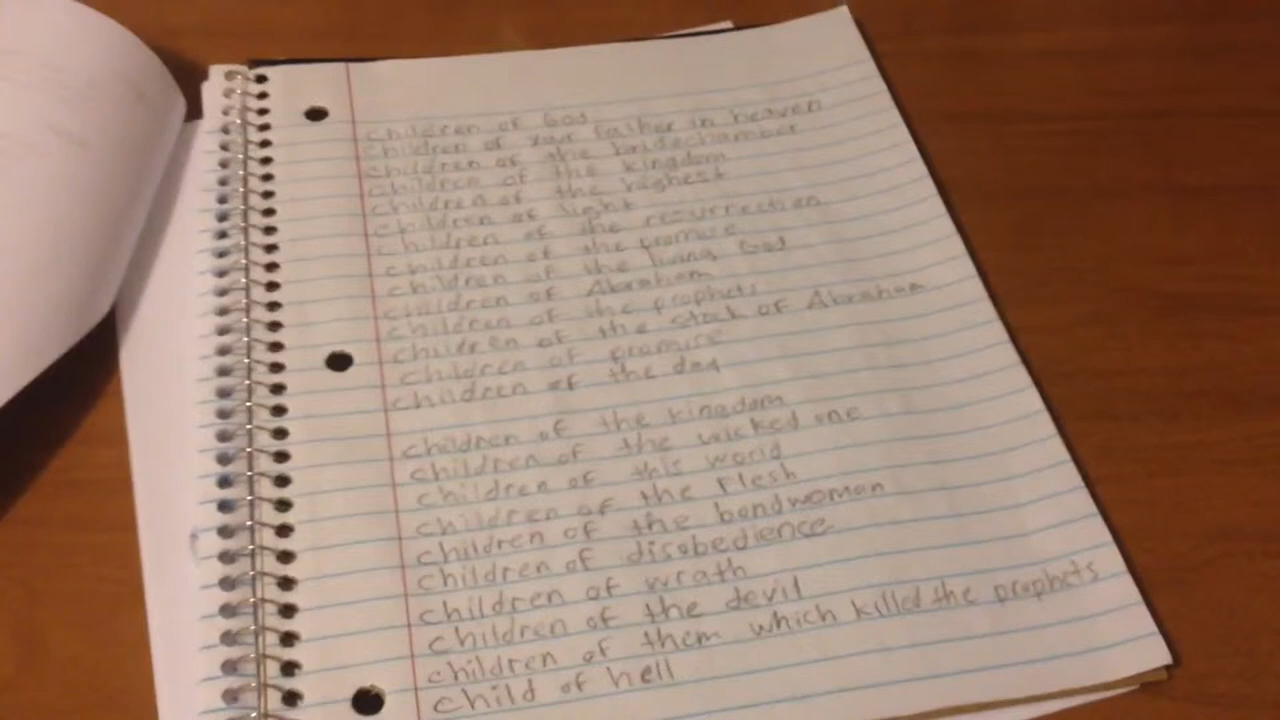 children of God
children of your father in heaven
children of the bridechamber
children of the kingdom
children of the highest
children of light
children of the resurrection
children of the promise
children of the living God
children of Abraham
children of the prophets
children of the stock of Abraham
children of promise
children of the day
children of the kingdom
children of the wicked one
children of this world
children of the flesh
children of the bondwoman
children of disobedience
children of wrath
children of the devil
children of them which killed the prophets
child of hell